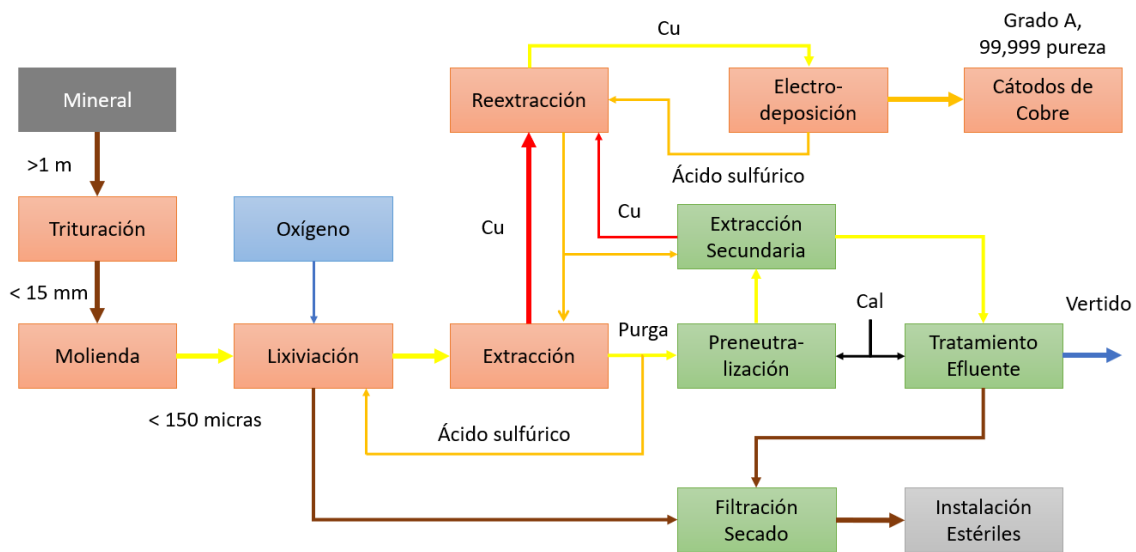 Grado A,
99,999 pureza
Cu
Mineral
Reextracción
Electro-
deposición
Cátodos de
Cobre
>1 m
Ácido sulfúrico
Trituración
Oxígeno
Cu
Cu
Extracción
Secundaria
< 15 mm
Cal
Vertido
Purga
Molienda
Lixiviación
Extracción
Preneutra-
lización
Tratamiento
Efluente
< 150 micras
Ácido sulfúrico
Filtración
Secado
Instalación
Estériles